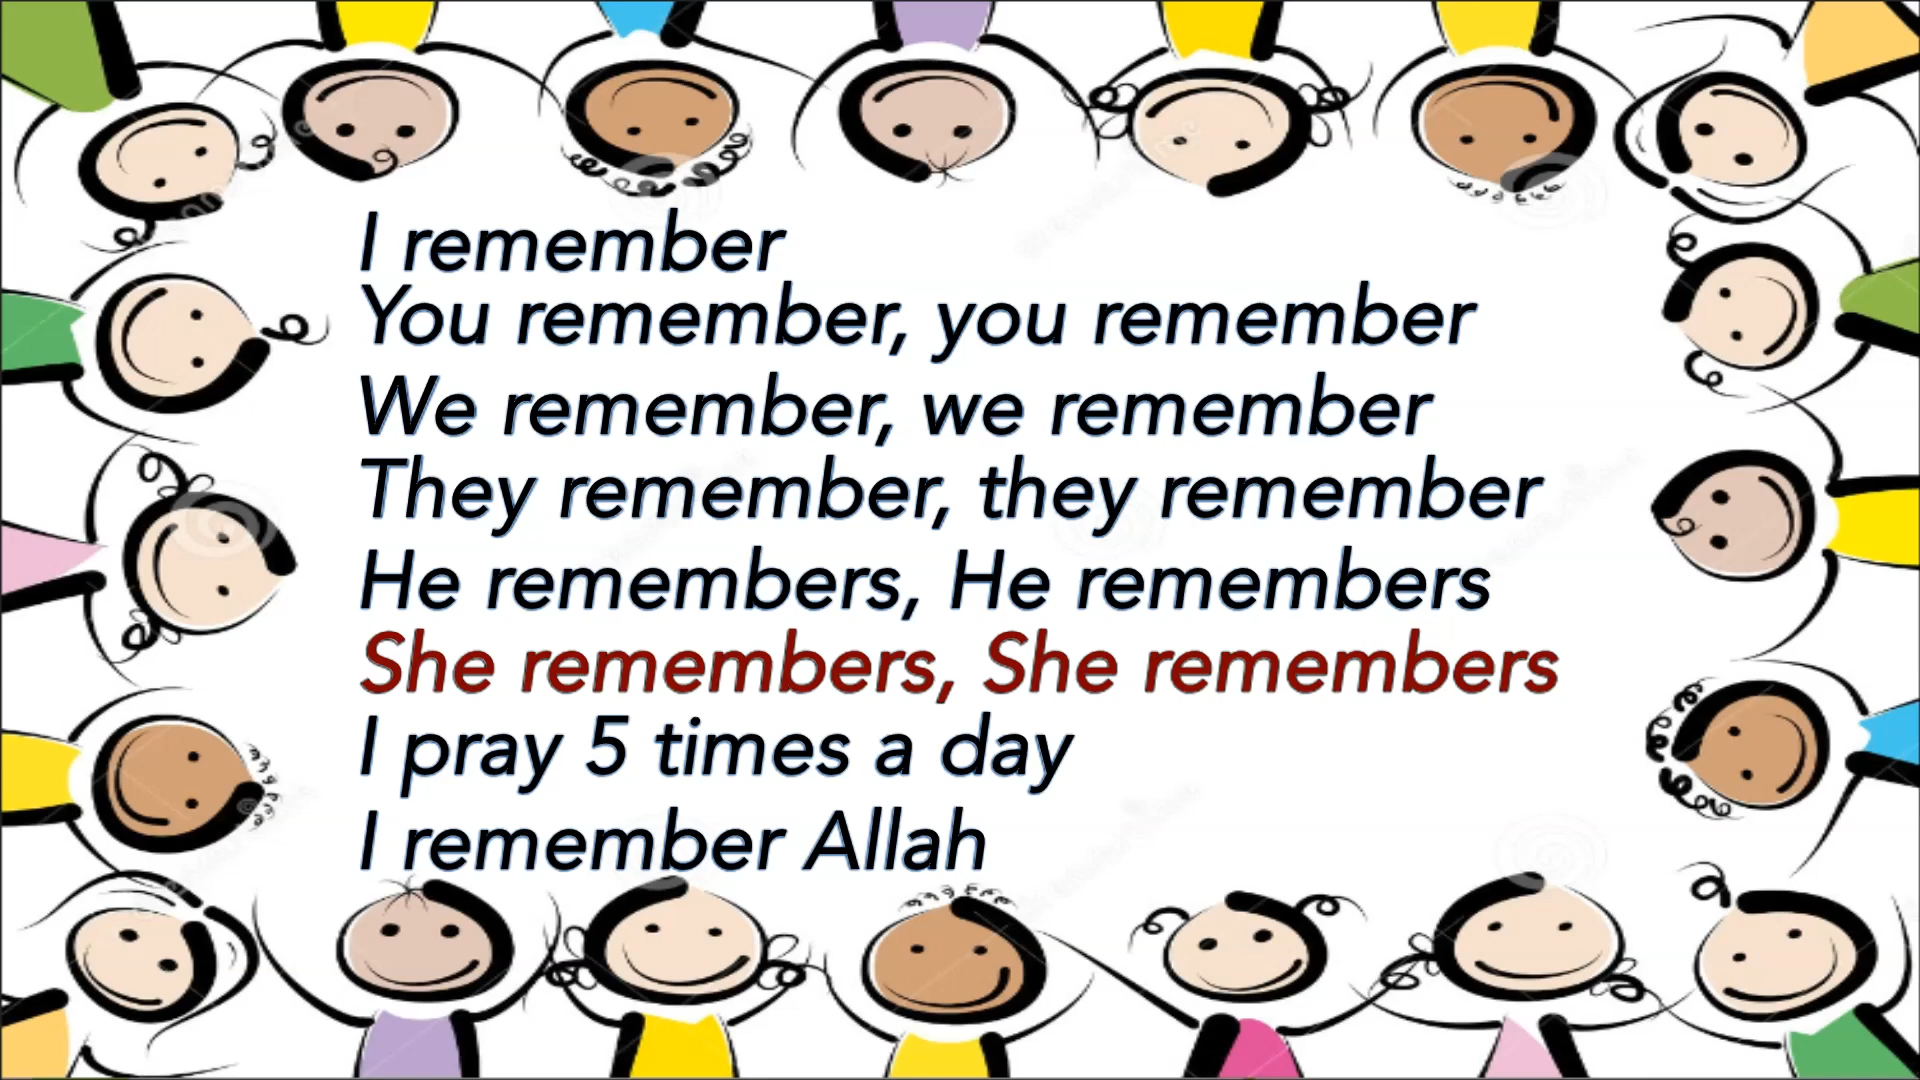 I remember
You remember, you remember
We remember, we remember
They remember, they remember
He remembers, He remembers
She remembers, She remembers
I pray 5 times a day
I remember Allah